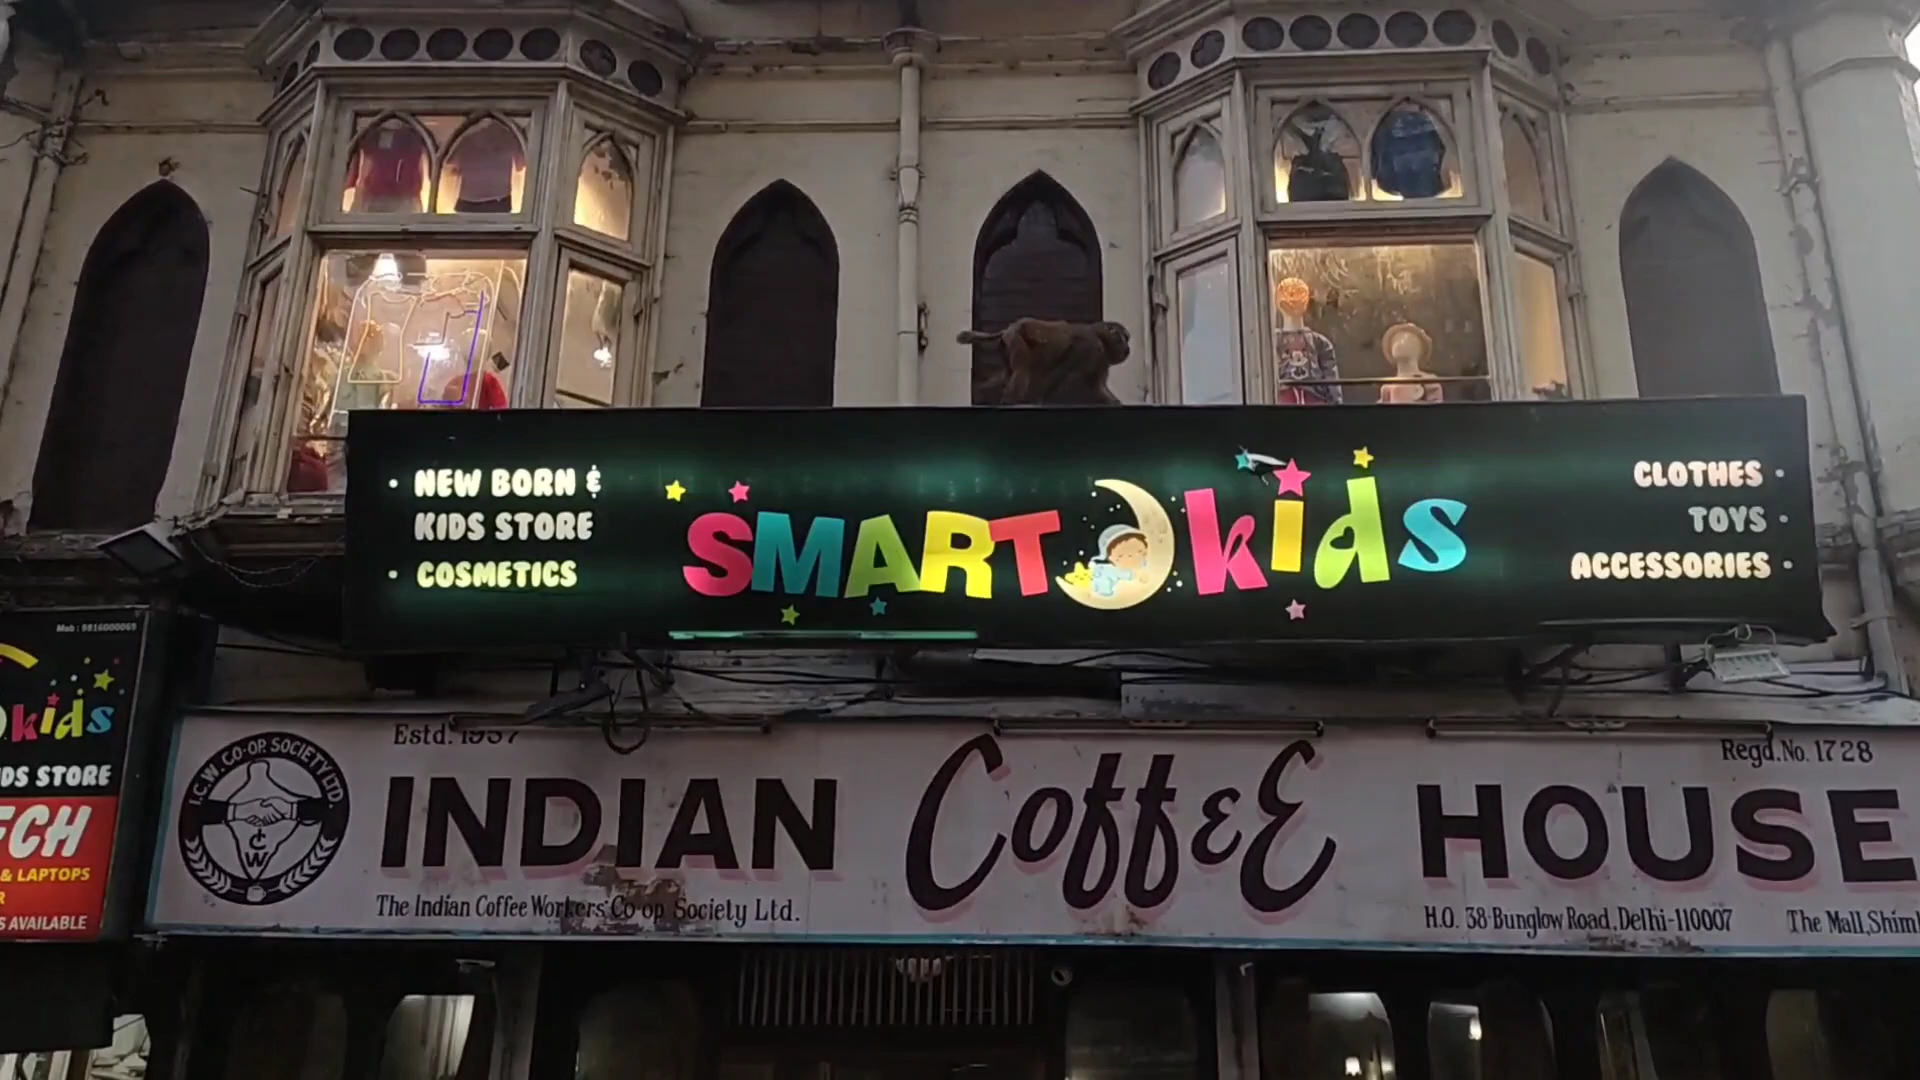 NEW BORN &
KIDS STORE
COSMETICS
SMART kids
CLOTHES
TOYS
ACCESSORIES
Mob : 9816000065
kids
DS STORE
& LAPTOPS
S AVAILABLE
I.C.W. CO-OP. SOCIETY LTD.
ICW
Estd. 1957
Regd. No. 1728
INDIAN Coffee HOUSE
The Indian Coffee Workers' Co-op Society Ltd.
H.O. 38-Bunglow Road, Delhi-110007
The Mall, Shiml